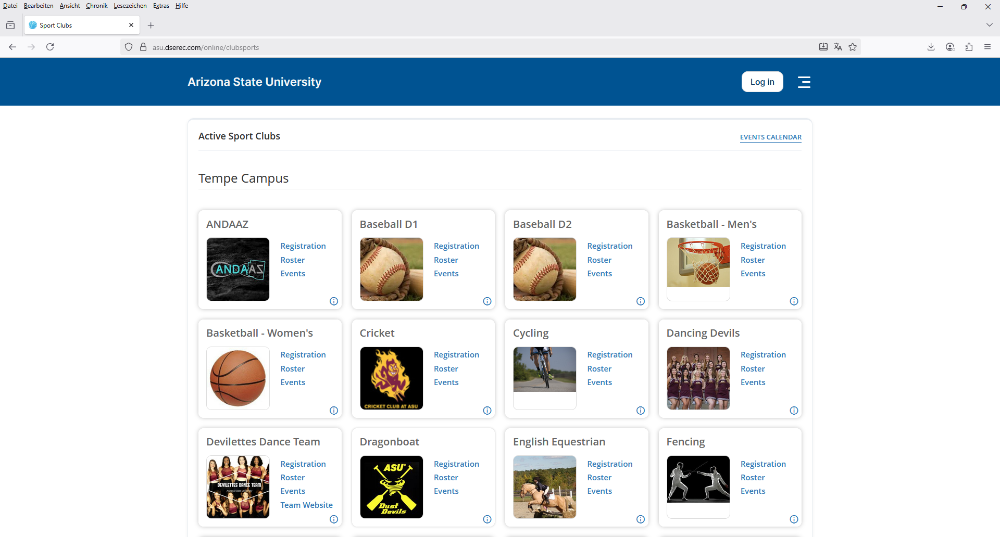 Datei Bearbeiten Ansicht Chronik Lesezeichen Extras Hilfe
Sport Clubs
asu.dserec.com/online/clubsports
Arizona State University
Log in
Active Sport Clubs
EVENTS CALENDAR
Tempe Campus
ANDAAZ
ANDAAZ
Registration
Roster
Events
Baseball D1
Registration
Roster
Events
Baseball D2
Registration
Roster
Events
Basketball - Men's
Registration
Roster
Events
Basketball - Women's
Registration
Roster
Events
Cricket
CRICKET CLUB AT ASU
Registration
Roster
Events
Cycling
Registration
Roster
Events
Dancing Devils
Registration
Roster
Events
Devilettes Dance Team
DEVILETTES DANCE TEAM
Arizona State University
Registration
Roster
Events
Team Website
Dragonboat
ASU
Dust
Devils
Registration
Roster
Events
English Equestrian
Registration
Roster
Events
Fencing
Registration
Roster
Events